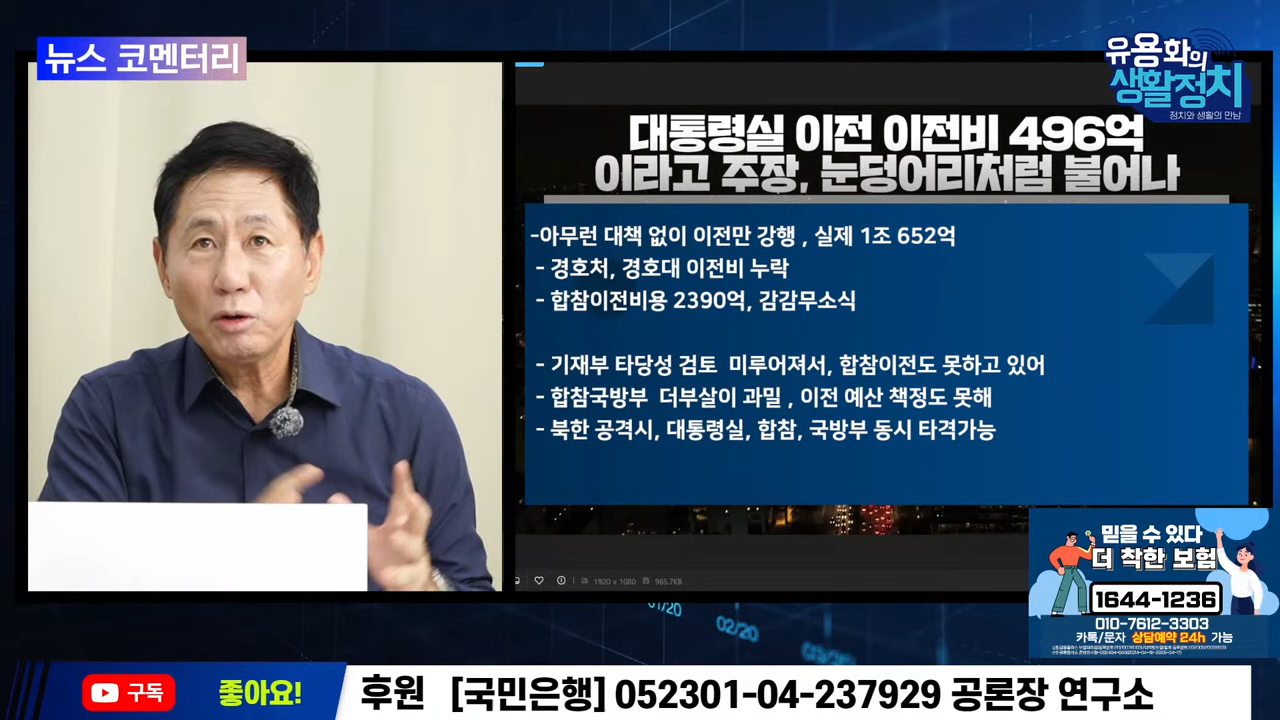 뉴스 코멘터리
유용화의
생활정치
정치와 생활의 만남
대통령실 이전 이전비 496억
이라고 주장, 눈덩어리처럼 불어나
-아무런 대책 없이 이전만 강행 , 실제 1조 652억
- 경호처, 경호대 이전비 누락
- 합참이전비용 2390억, 감감무소식
- 기재부 타당성 검토 미루어져서, 합참이전도 못하고 있어
- 합참국방부 더부살이 과밀 , 이전 예산 책정도 못해
- 북한 공격시, 대통령실, 합참, 국방부 동시 타격가능
1920 x 1080 965.7KB
믿을 수 있다
더 착한 보험
1644-1236
010-7612-3303
카톡/문자 상담예약 24h 가능
01/20
02/20
구독
좋아요!
후원 [국민은행] 052301-04-237929 공론장 연구소